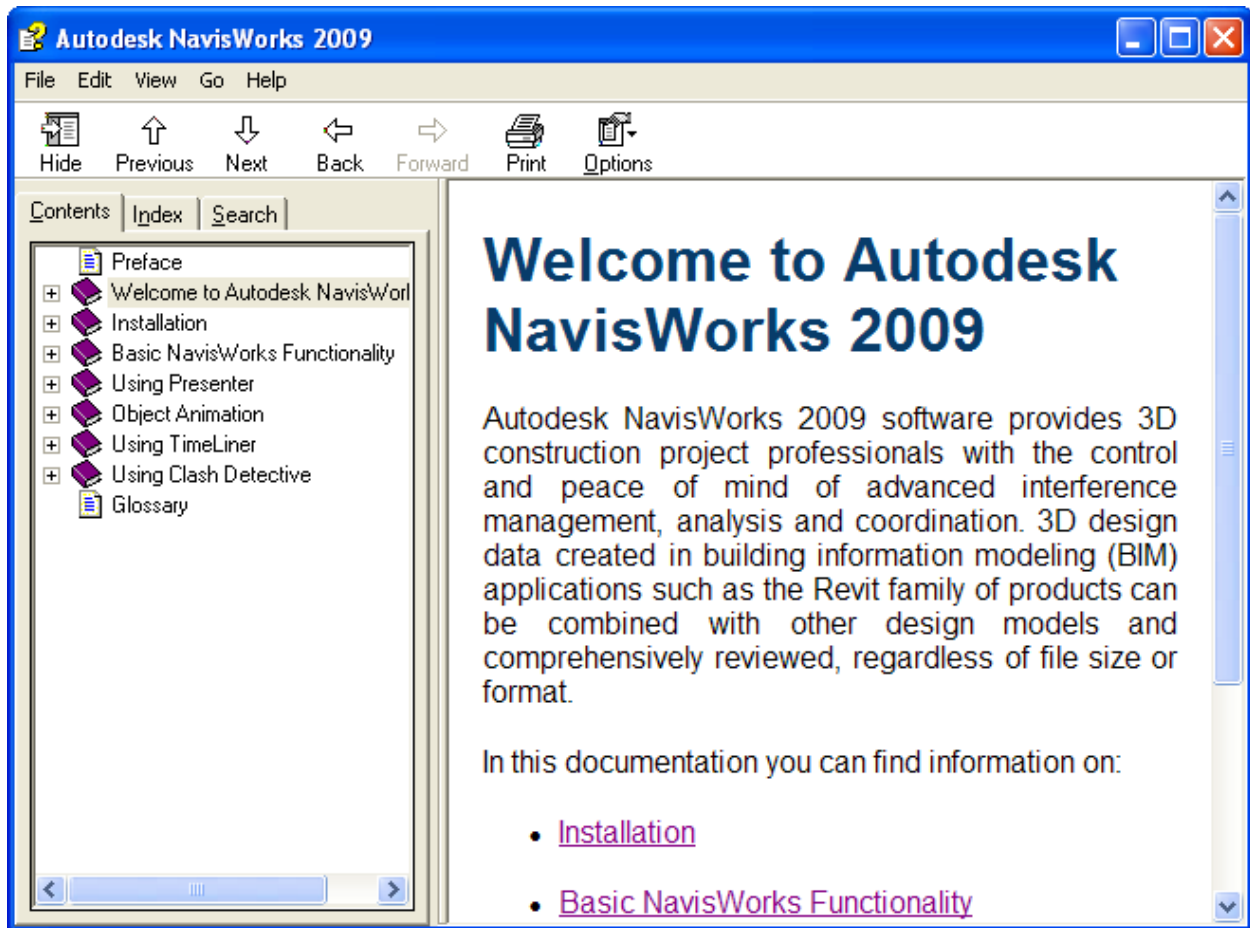 Autodesk NavisWorks 2009
File Edit View Go Help
Hide Previous Next Back Forward Print Options
Contents Index Search
Preface
Welcome to Autodesk NavisWorl
Installation
Basic NavisWorks Functionality
Using Presenter
Object Animation
Using TimeLiner
Using Clash Detective
Glossary
Welcome to Autodesk
NavisWorks 2009
Autodesk NavisWorks 2009 software provides 3D
construction project professionals with the control
and peace of mind of advanced interference
management, analysis and coordination. 3D design
data created in building information modeling (BIM)
applications such as the Revit family of products can
be combined with other design models and
comprehensively reviewed, regardless of file size or
format.
In this documentation you can find information on:
• Installation
• Basic NavisWorks Functionality